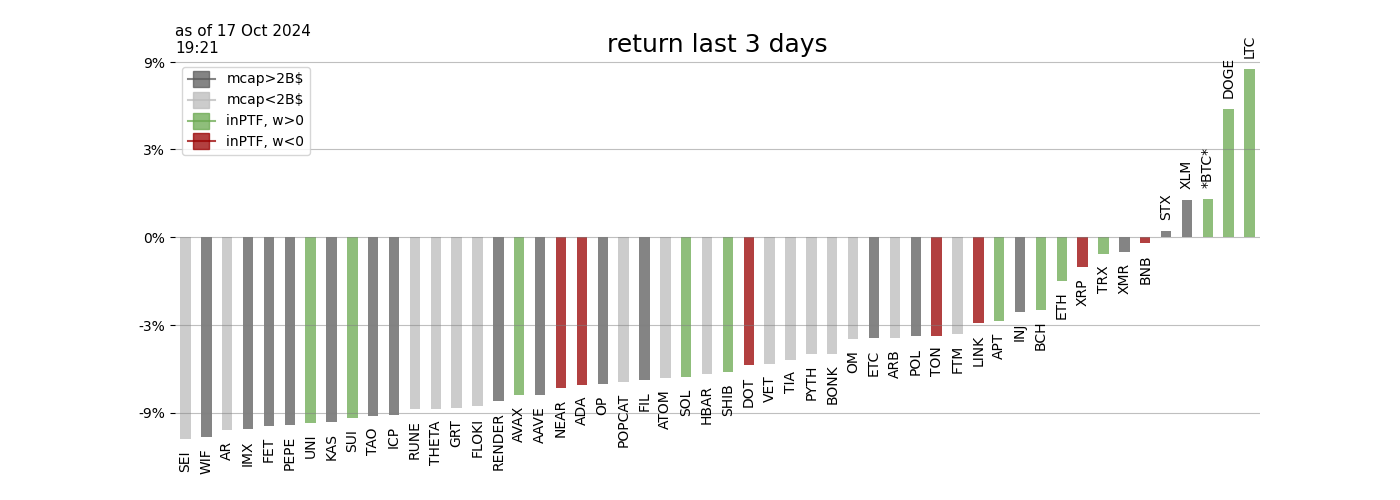 as of 17 Oct 2024
19:21
return last 3 days
9%
3%
0%
-3%
-9%
mcap>2B$
mcap<2B$
inPTF, w>0
inPTF, w<0
SEI
WIF
AR
IMX
FET
PEPE
UNI
KAS
SUI
TAO
ICP
RUNE
THETA
GRT
FLOKI
RENDER
AVAX
AAVE
NEAR
ADA
OP
POPCAT
FIL
ATOM
SOL
HBAR
SHIB
DOT
VET
TIA
PYTH
BONK
OM
ETC
ARB
POL
TON
FTM
LINK
APT
INJ
BCH
ETH
XRP
TRX
XMR
BNB
STX
XLM
*BTC*
DOGE
LTC